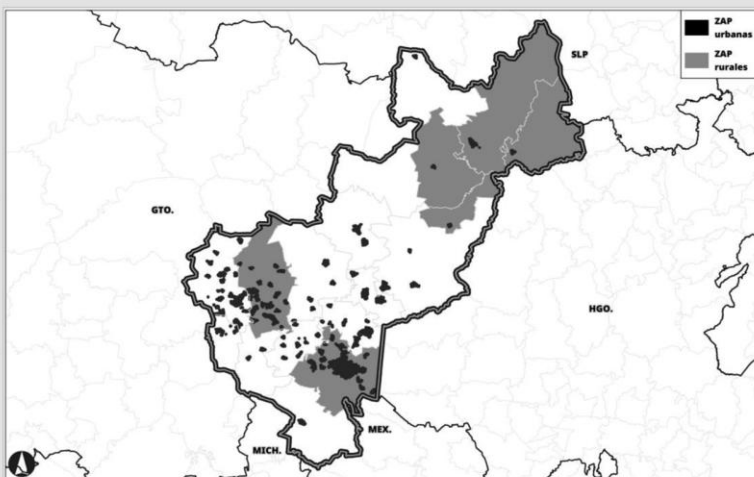 ZAP
urbanas
ZAP
rurales
SLP
GTO.
HGO.
MEX.
MICH.